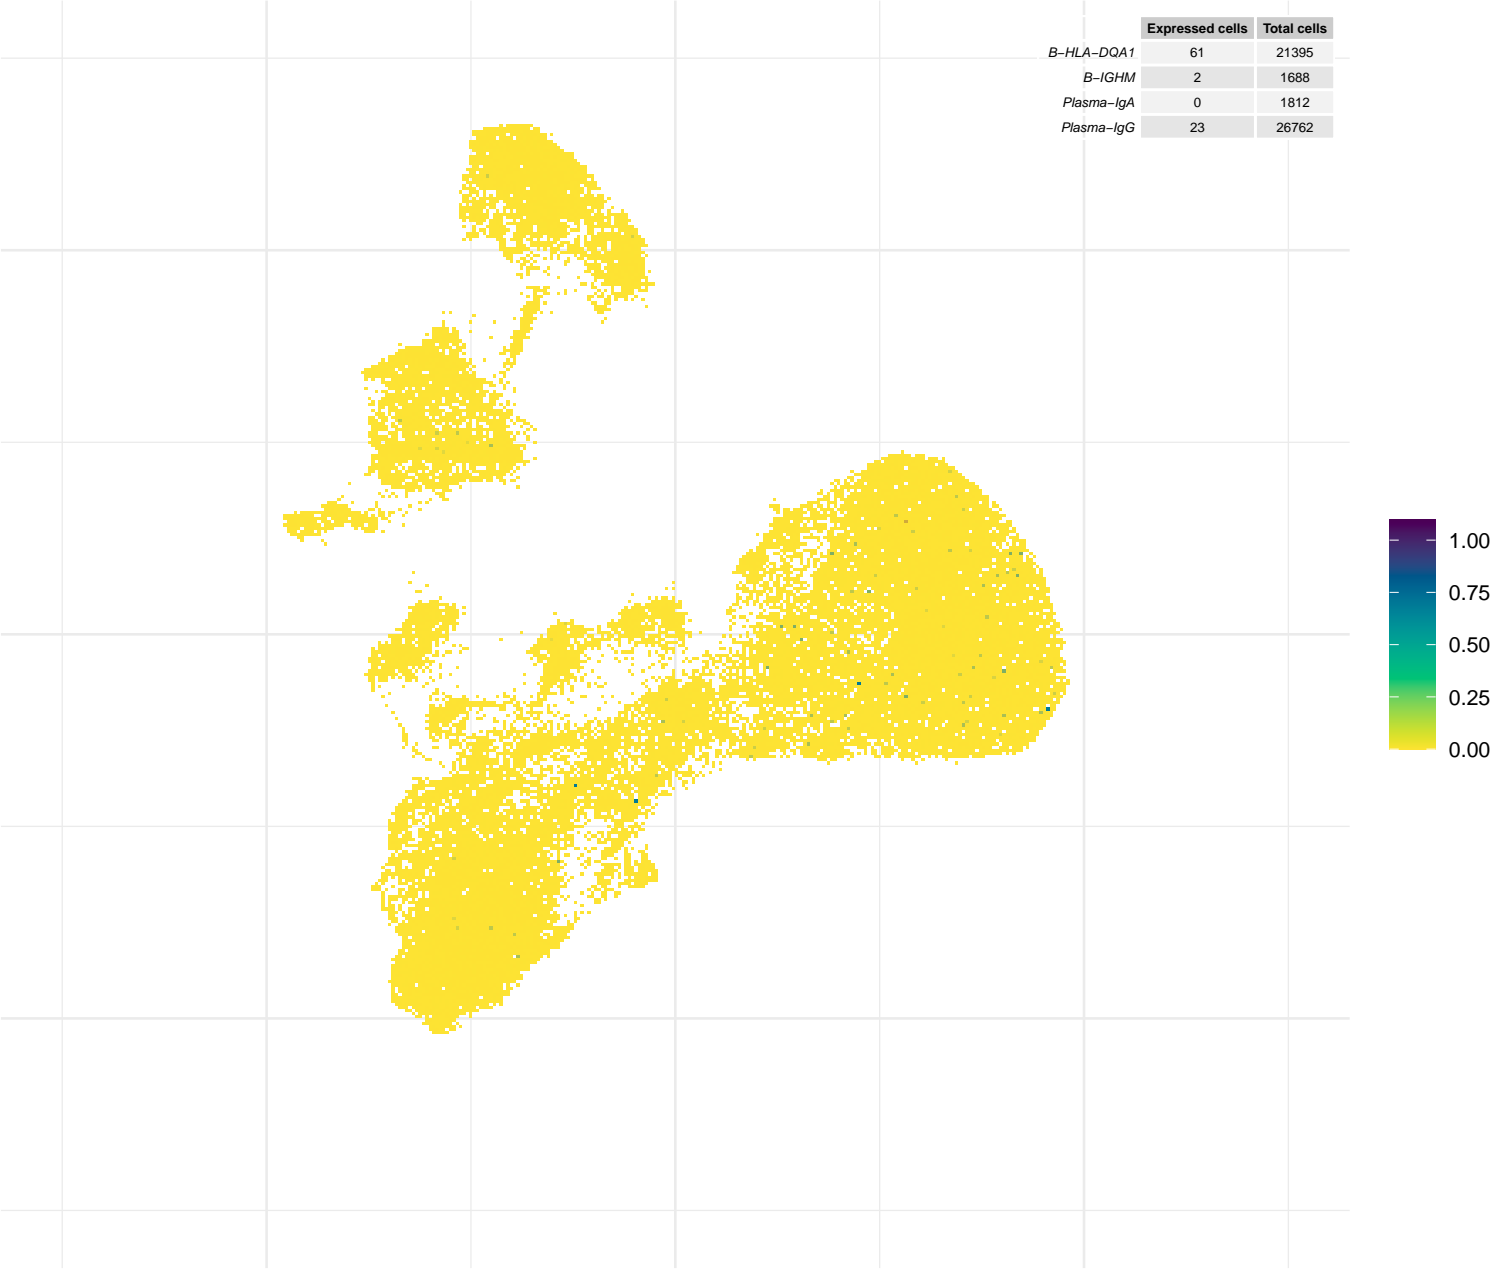 Expressed cells Total cells
B−HLA−DQA1 61 21395
B−IGHM 2 1688
Plasma−IgA 0 1812
Plasma−IgG 23 26762
1.00
0.75
0.50
0.25
0.00